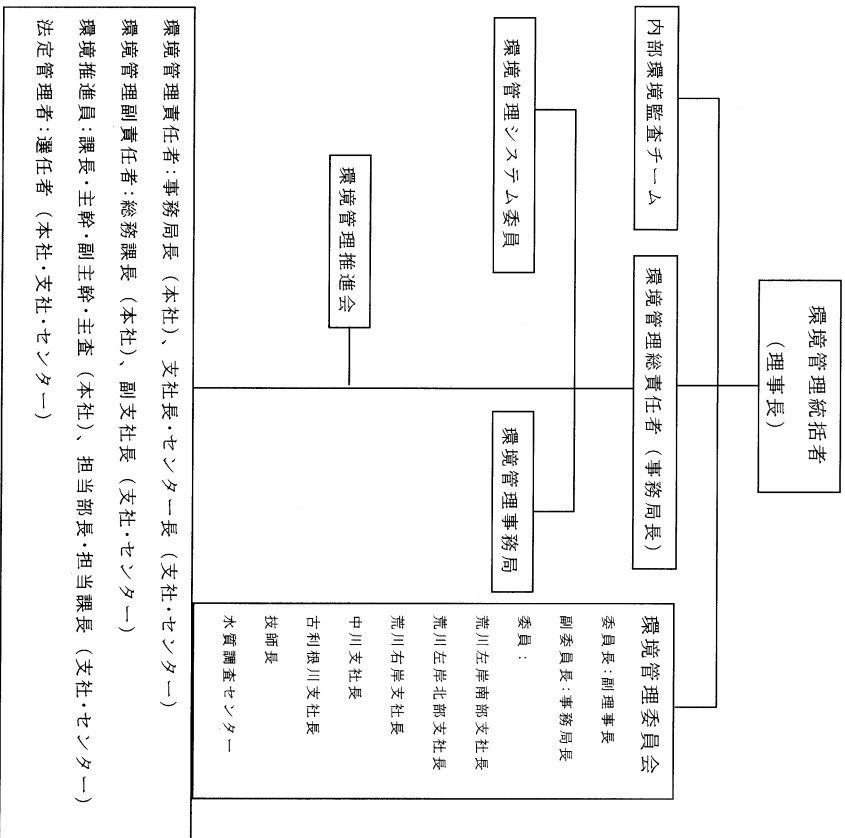 環境管理統括者
（理事長）
内部環境監査チーム
環境管理総責任者（事務局長）
環境管理委員会
委員長：副理事長
副委員長：事務局長
委員：
荒川左岸南部支社長
荒川左岸北部支社長
荒川右岸支社長
中川支社長
古利根川支社長
技師長
水質調査センター
環境管理システム委員
環境管理事務局
環境管理推進会
環境管理責任者：事務局長（本社）、支社長・センター長（支社・センター）
環境管理副責任者：総務課長（本社）、副支社長（支社・センター）
環境推進員：課長・主幹・副主幹・主査（本社）、担当部長・担当課長（支社・センター）
法定管理者：選任者（本社・支社・センター）